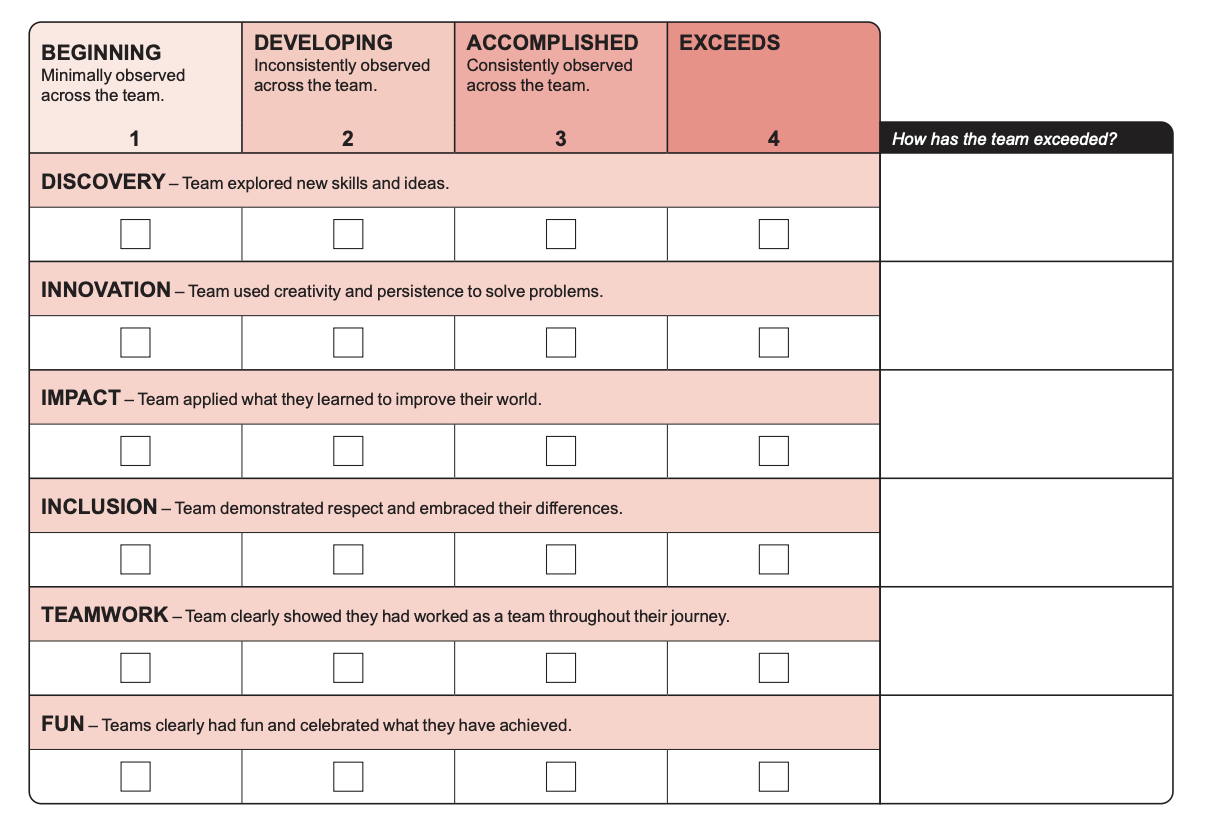 BEGINNING
Minimally observed
across the team.
1
DEVELOPING
Inconsistently observed
across the team.
2
ACCOMPLISHED
Consistently observed
across the team.
3
EXCEEDS
4
How has the team exceeded?
DISCOVERY – Team explored new skills and ideas.
INNOVATION – Team used creativity and persistence to solve problems.
IMPACT – Team applied what they learned to improve their world.
INCLUSION – Team demonstrated respect and embraced their differences.
TEAMWORK – Team clearly showed they had worked as a team throughout their journey.
FUN – Teams clearly had fun and celebrated what they have achieved.